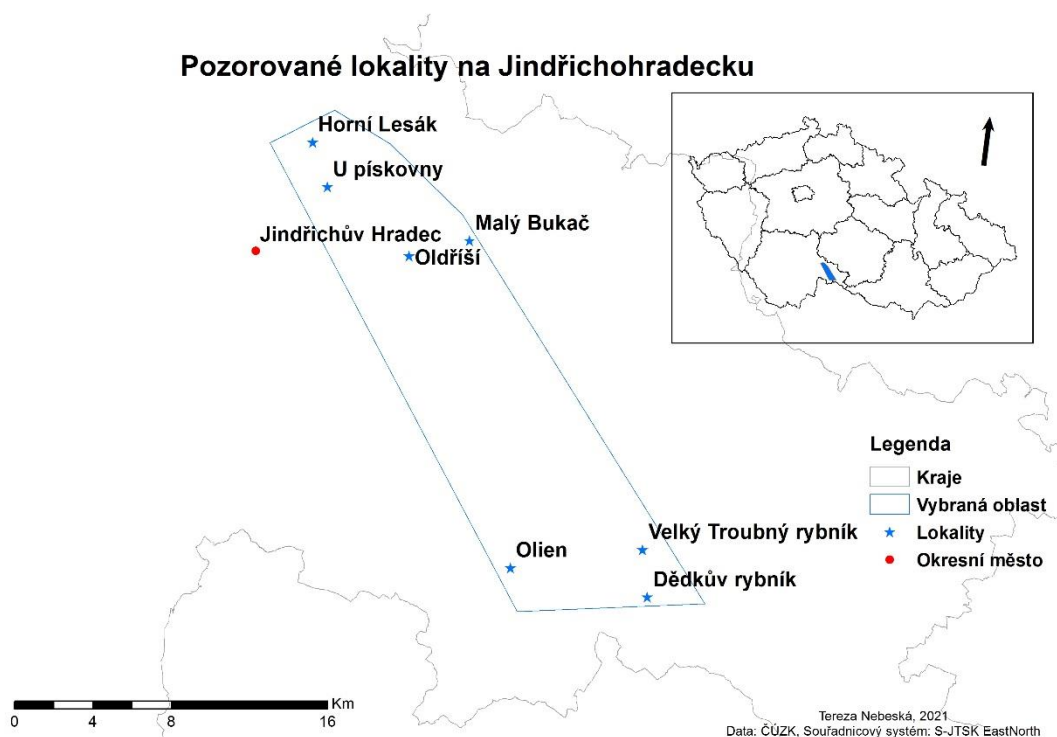 Pozorované lokality na Jindřichohradecku
Horní Lesák
U pískovny
Jindřichův Hradec
Malý Bukač
Oldříší
Olien
Velký Troubný rybník
Dědkův rybník
Legenda
Kraje
Vybraná oblast
Lokality
Okresní město
Km
0 4 8 16
Tereza Nebeská, 2021
Data: ČÚZK, Souřadnicový systém: S-JTSK EastNorth